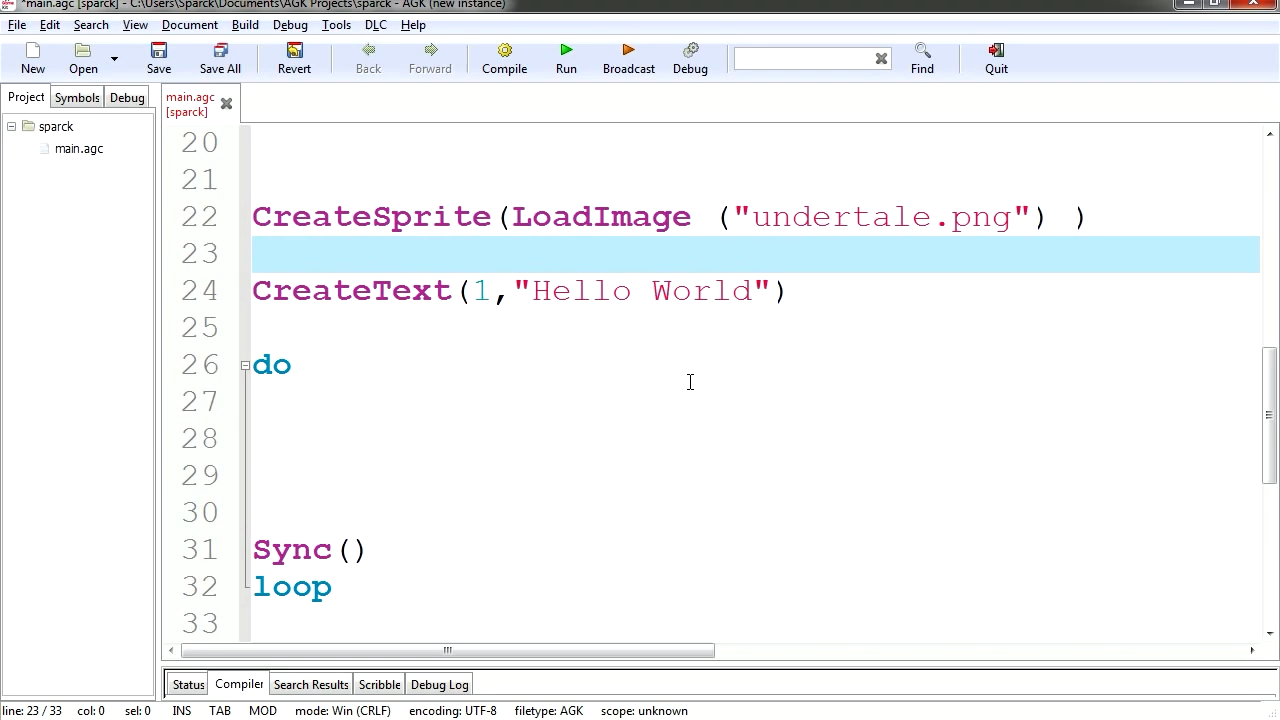 *main.agc [sparck] - C:\Users\Sparck\Documents\AGK Projects\sparck - AGK (new instance)
File Edit Search View Document Build Debug Tools DLC Help
New Open Save Save All Revert Back Forward Compile Run Broadcast Debug Find Quit
Project Symbols Debug
main.agc
[sparck]
sparck
main.agc
20
21
22 CreateSprite(LoadImage ("undertale.png") )
23
24 CreateText(1,"Hello World")
25
26 do
27
28
29
30
31 Sync()
32 loop
33
Status Compiler Search Results Scribble Debug Log
line: 23 / 33 col: 0 sel: 0 INS TAB MOD mode: Win (CRLF) encoding: UTF-8 filetype: AGK scope: unknown